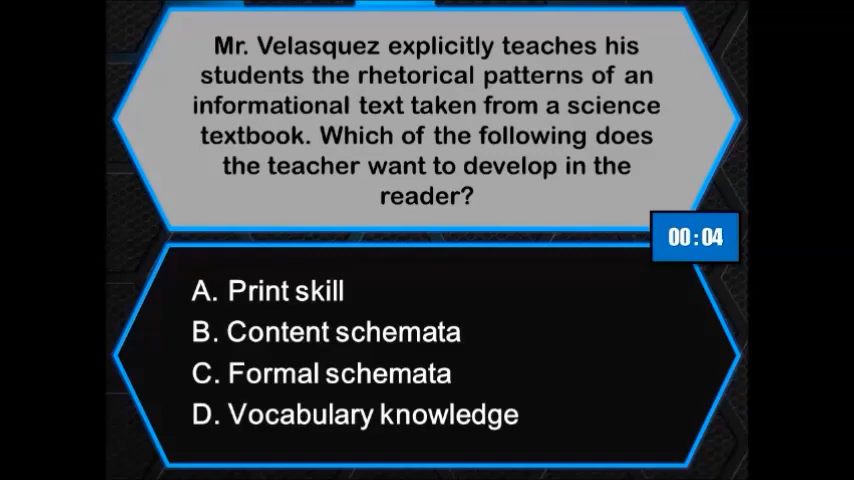 Mr. Velasquez explicitly teaches his
students the rhetorical patterns of an
informational text taken from a science
textbook. Which of the following does
the teacher want to develop in the
reader?
00:04
A. Print skill
B. Content schemata
C. Formal schemata
D. Vocabulary knowledge